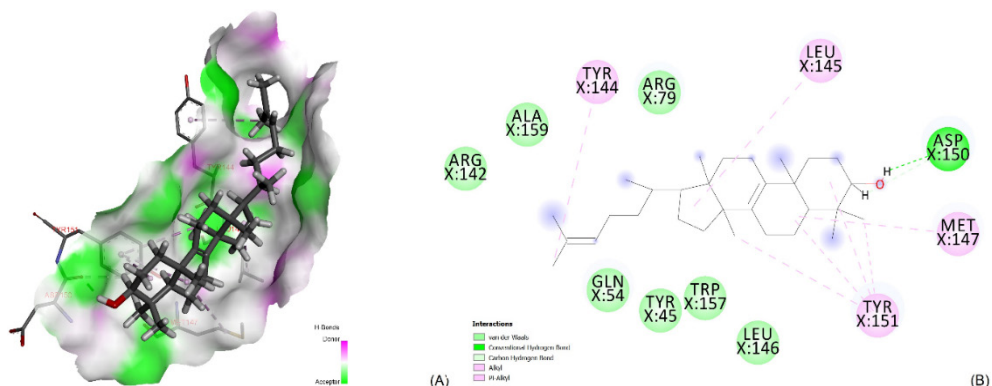 H-Bonds
Donor
Acceptor
(A)
TYR
X:144
ARG
X:79
LEU
X:145
ALA
X:159
ARG
X:142
ASP
X:150
H
O
H
MET
X:147
GLN
X:54
TYR
X:45
TRP
X:157
TYR
X:151
LEU
X:146
Interactions
van der Waals
Conventional Hydrogen Bond
Carbon Hydrogen Bond
Alkyl
Pi-Alkyl
(B)